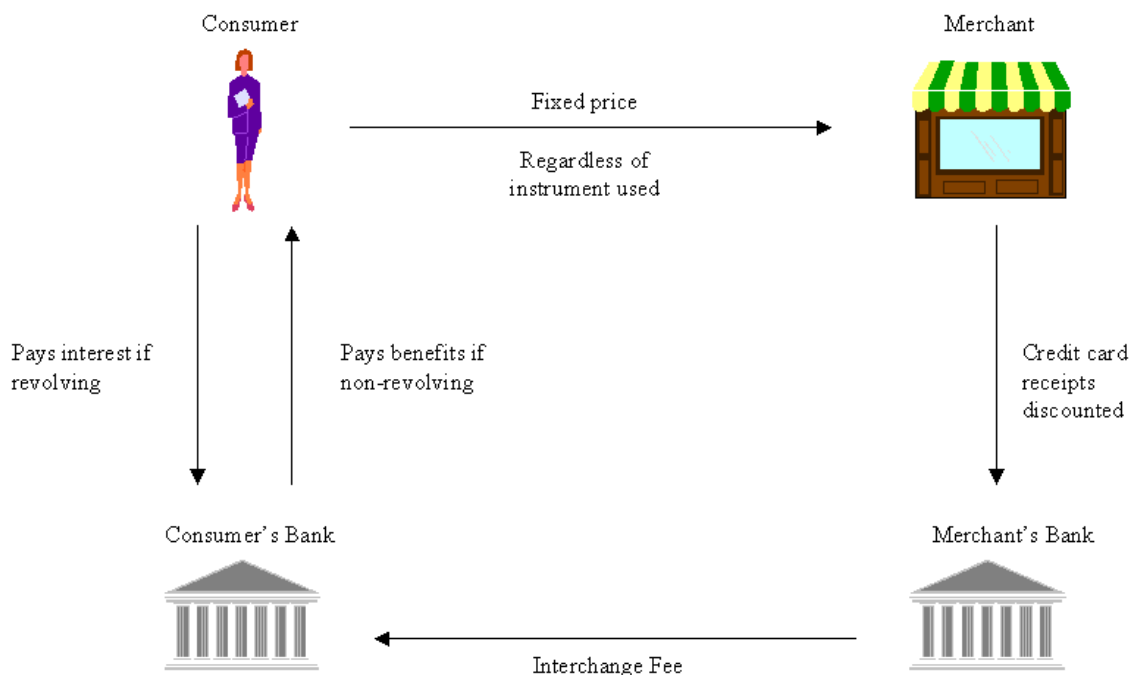 Consumer
Merchant
Fixed price
Regardless of
instrument used
Pays interest if
revolving
Pays benefits if
non-revolving
Credit card
receipts
discounted
Consumer's Bank
Merchant's Bank
Interchange Fee